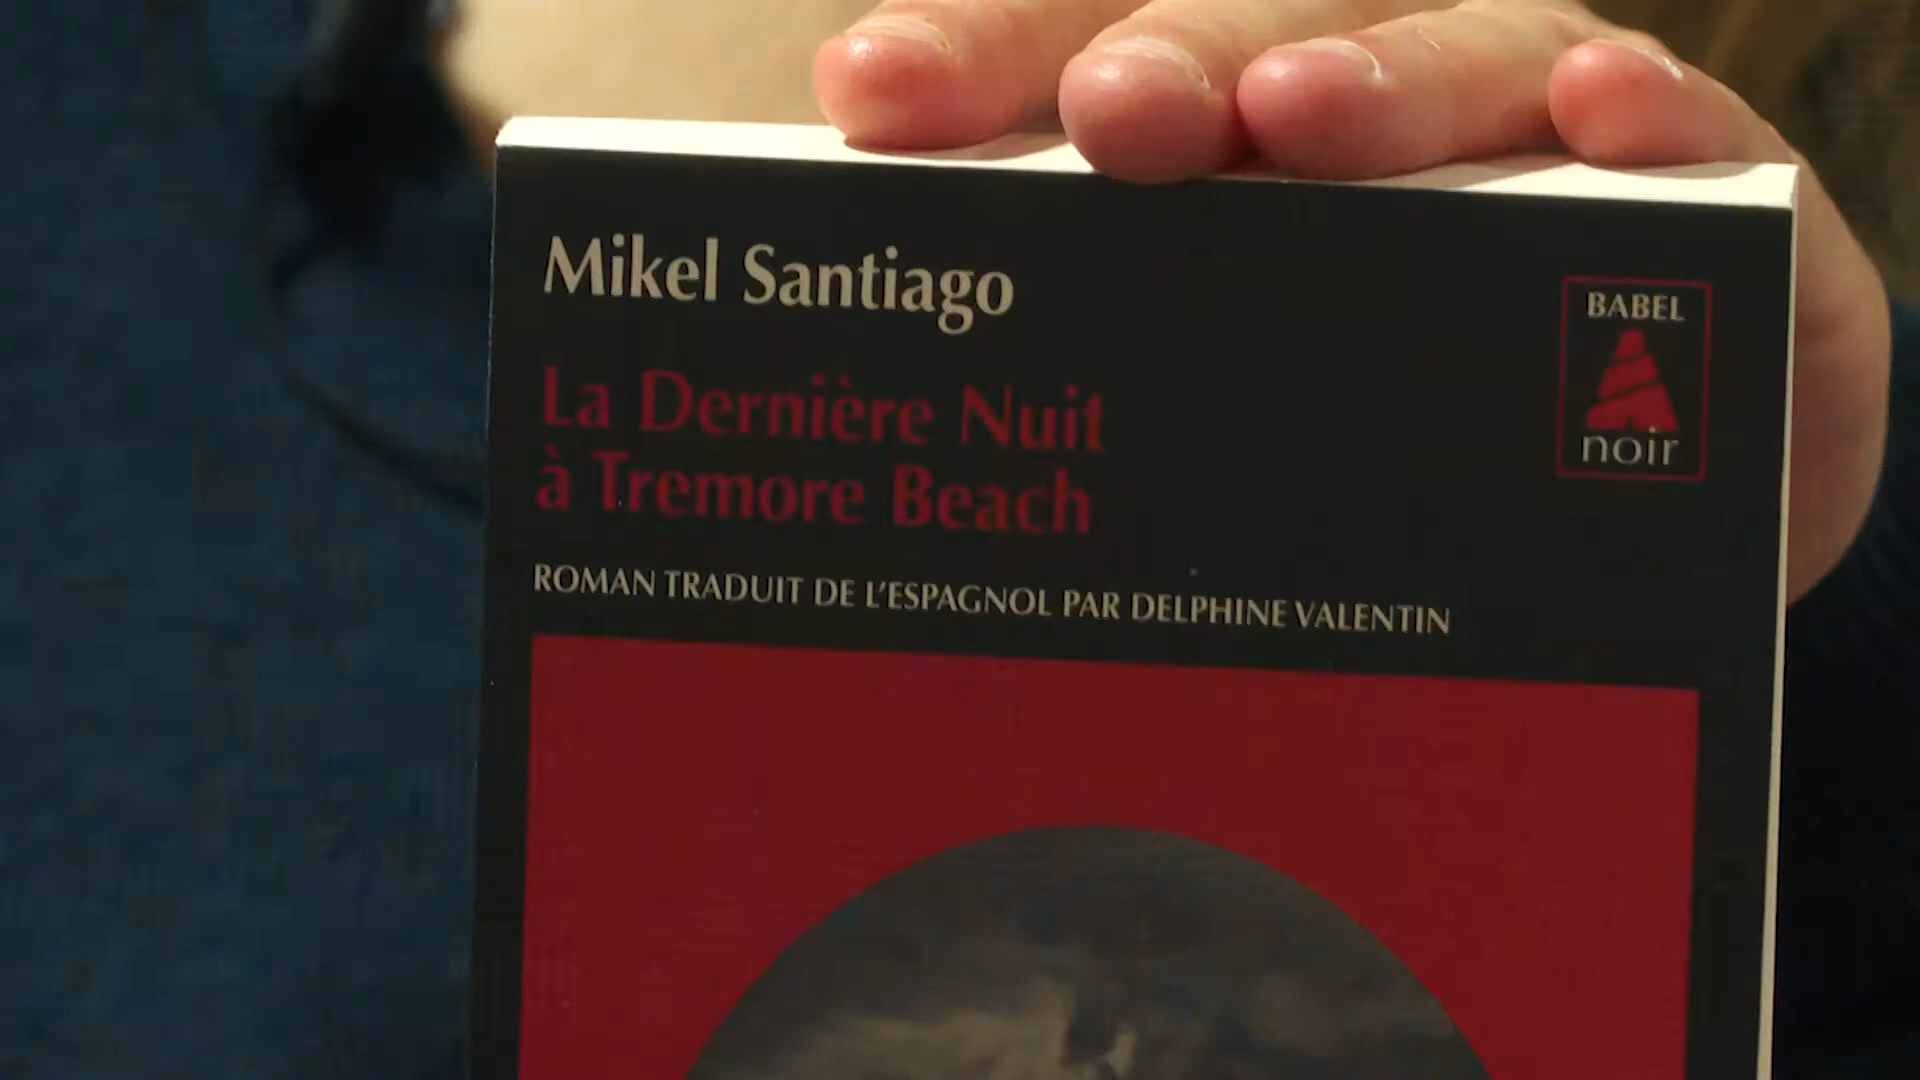 Mikel Santiago
La Dernière Nuit
à Tremore Beach
ROMAN TRADUIT DE L'ESPAGNOL PAR DELPHINE VALENTIN
BABEL
noir